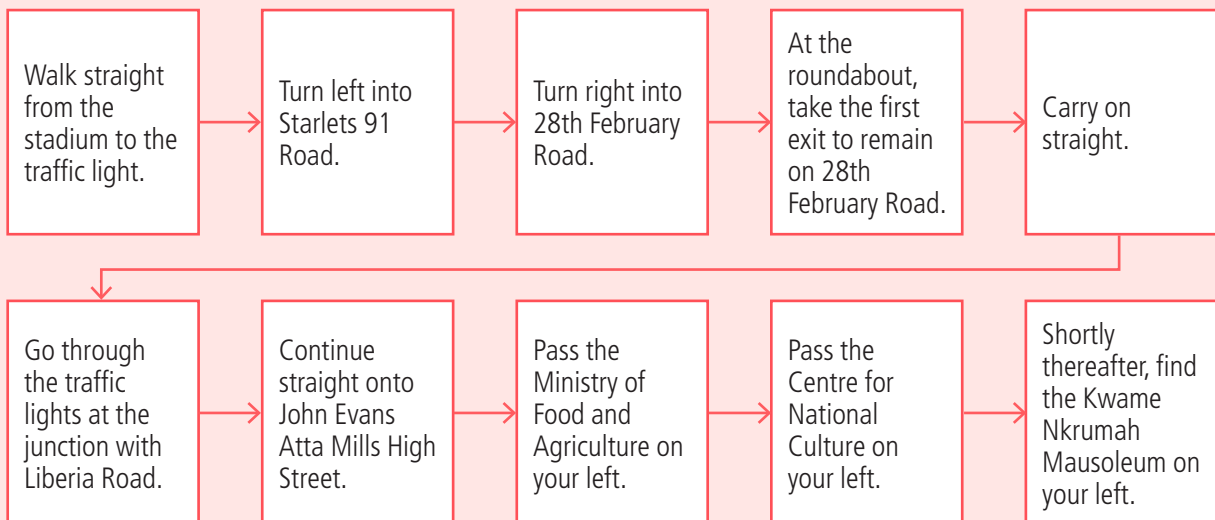 Walk straight
from the
stadium to the
traffic light.
Turn left into
Starlets 91
Road.
Turn right into
28th February
Road.
At the
roundabout,
take the first
exit to remain
on 28th
February Road.
Carry on
straight.
Go through
the traffic
lights at the
junction with
Liberia Road.
Continue
straight onto
John Evans
Atta Mills High
Street.
Pass the
Ministry of
Food and
Agriculture on
your left.
Pass the
Centre for
National
Culture on
your left.
Shortly
thereafter, find
the Kwame
Nkrumah
Mausoleum on
your left.